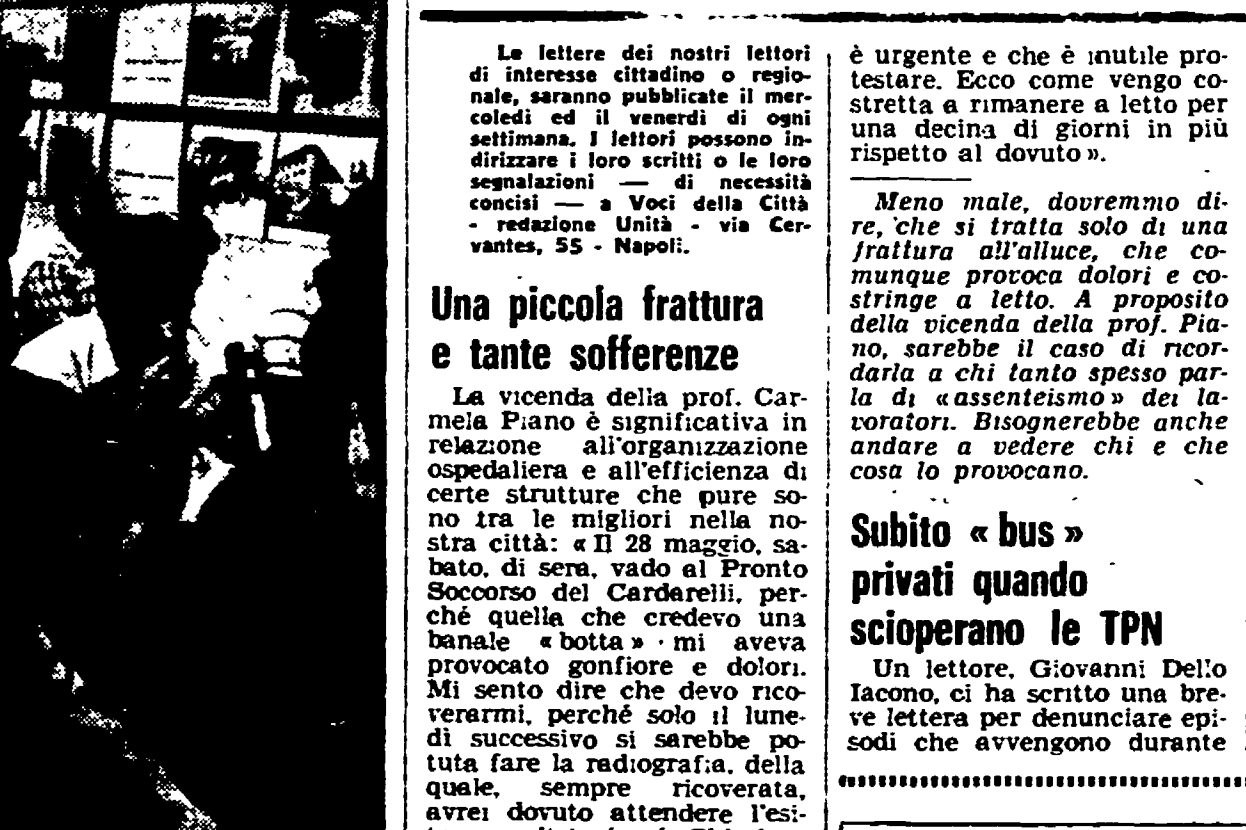 Le lettere dei nostri lettori
di interesse cittadino o regio-
nale, saranno pubblicate il mer-
coledì ed il venerdì di ogni
settimana. I lettori possono in-
dirizzare i loro scritti o le loro
segnalazioni — di necessità
concisi — a Voci della Città
- redazione Unità - via Cer-
vantes, 55 - Napoli.
Una piccola frattura
e tante sofferenze
La vicenda della prof. Car-
mela Piano è significativa in
relazione all'organizzazione
ospedaliera e all'efficienza di
certe strutture che pure so-
no tra le migliori nella no-
stra città: « Il 28 maggio, sa-
bato, di sera, vado al Pronto
Soccorso del Cardarelli, per-
ché quella che credevo una
banale « botta » mi aveva
provocato gonfiore e dolori.
Mi sento dire che devo rico-
verarmi, perché solo il lune-
dì successivo si sarebbe po-
tuta fare la radiografia, della
quale, sempre ricoverata,
avrei dovuto attendere l'esi-
è urgente e che è inutile pro-
testare. Ecco come vengo co-
stretta a rimanere a letto per
una decina di giorni in più
rispetto al dovuto ».
Meno male, dovremmo di-
re, che si tratta solo di una
frattura all'alluce, che co-
munque provoca dolori e co-
stringe a letto. A proposito
della vicenda della prof. Pia-
no, sarebbe il caso di ricor-
darla a chi tanto spesso par-
la di « assenteismo » dei la-
voratori. Bisognerebbe anche
andare a vedere chi e che
cosa lo provocano.
Subito « bus »
privati quando
scioperano le TPN
Un lettore, Giovanni Dello
Iacono, ci ha scritto una bre-
ve lettera per denunciare epi-
sodi che avvengono durante